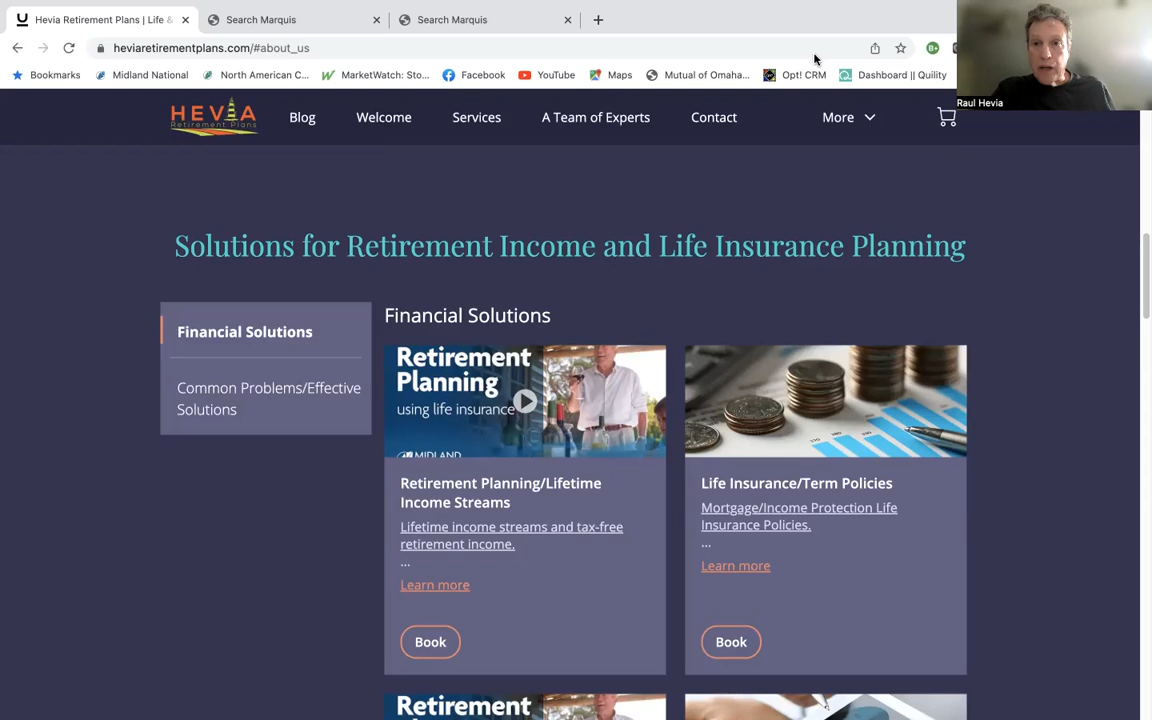 Hevia Retirement Plans | Life &
Search Marquis
Search Marquis
heviaretirementplans.com/#about_us
Bookmarks
Midland National
North American C...
MarketWatch: Sto...
Facebook
YouTube
Maps
Mutual of Omaha...
Opt! CRM
Dashboard || Quility
Raul Hevia
HEVIA
Retirement Plans
Blog
Welcome
Services
A Team of Experts
Contact
More
Solutions for Retirement Income and Life Insurance Planning
Financial Solutions
Common Problems/Effective
Solutions
Financial Solutions
Retirement
Planning
using life insurance
MIDLAND
Retirement Planning/Lifetime
Income Streams
Lifetime income streams and tax-free
retirement income.
...
Learn more
Book
Life Insurance/Term Policies
Mortgage/Income Protection Life
Insurance Policies.
...
Learn more
Book
Retirement